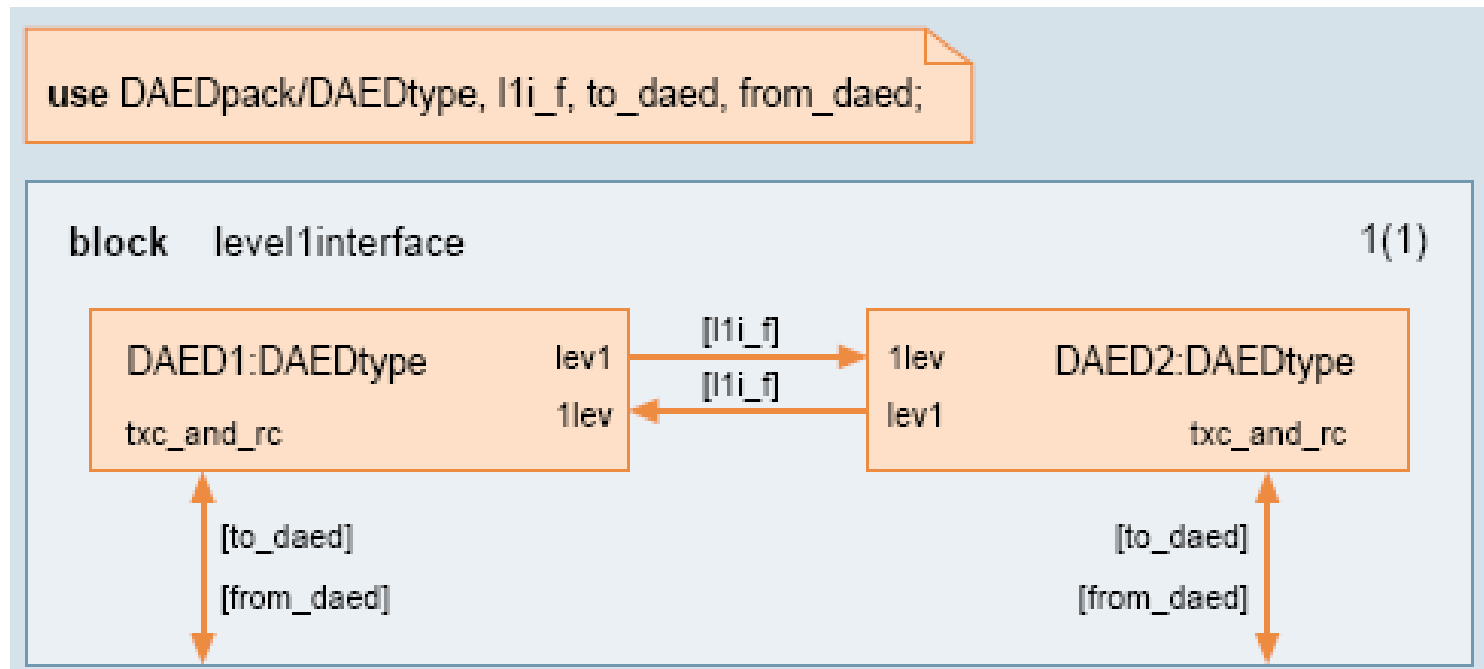 use DAEDpack/DAEDtype, l1i_f, to_daed, from_daed;
block level1interface 1(1)
DAED1:DAEDtype lev1 [l1i_f] 1lev DAED2:DAEDtype
1lev [l1i_f] lev1
txc_and_rc txc_and_rc
[to_daed] [to_daed]
[from_daed] [from_daed]